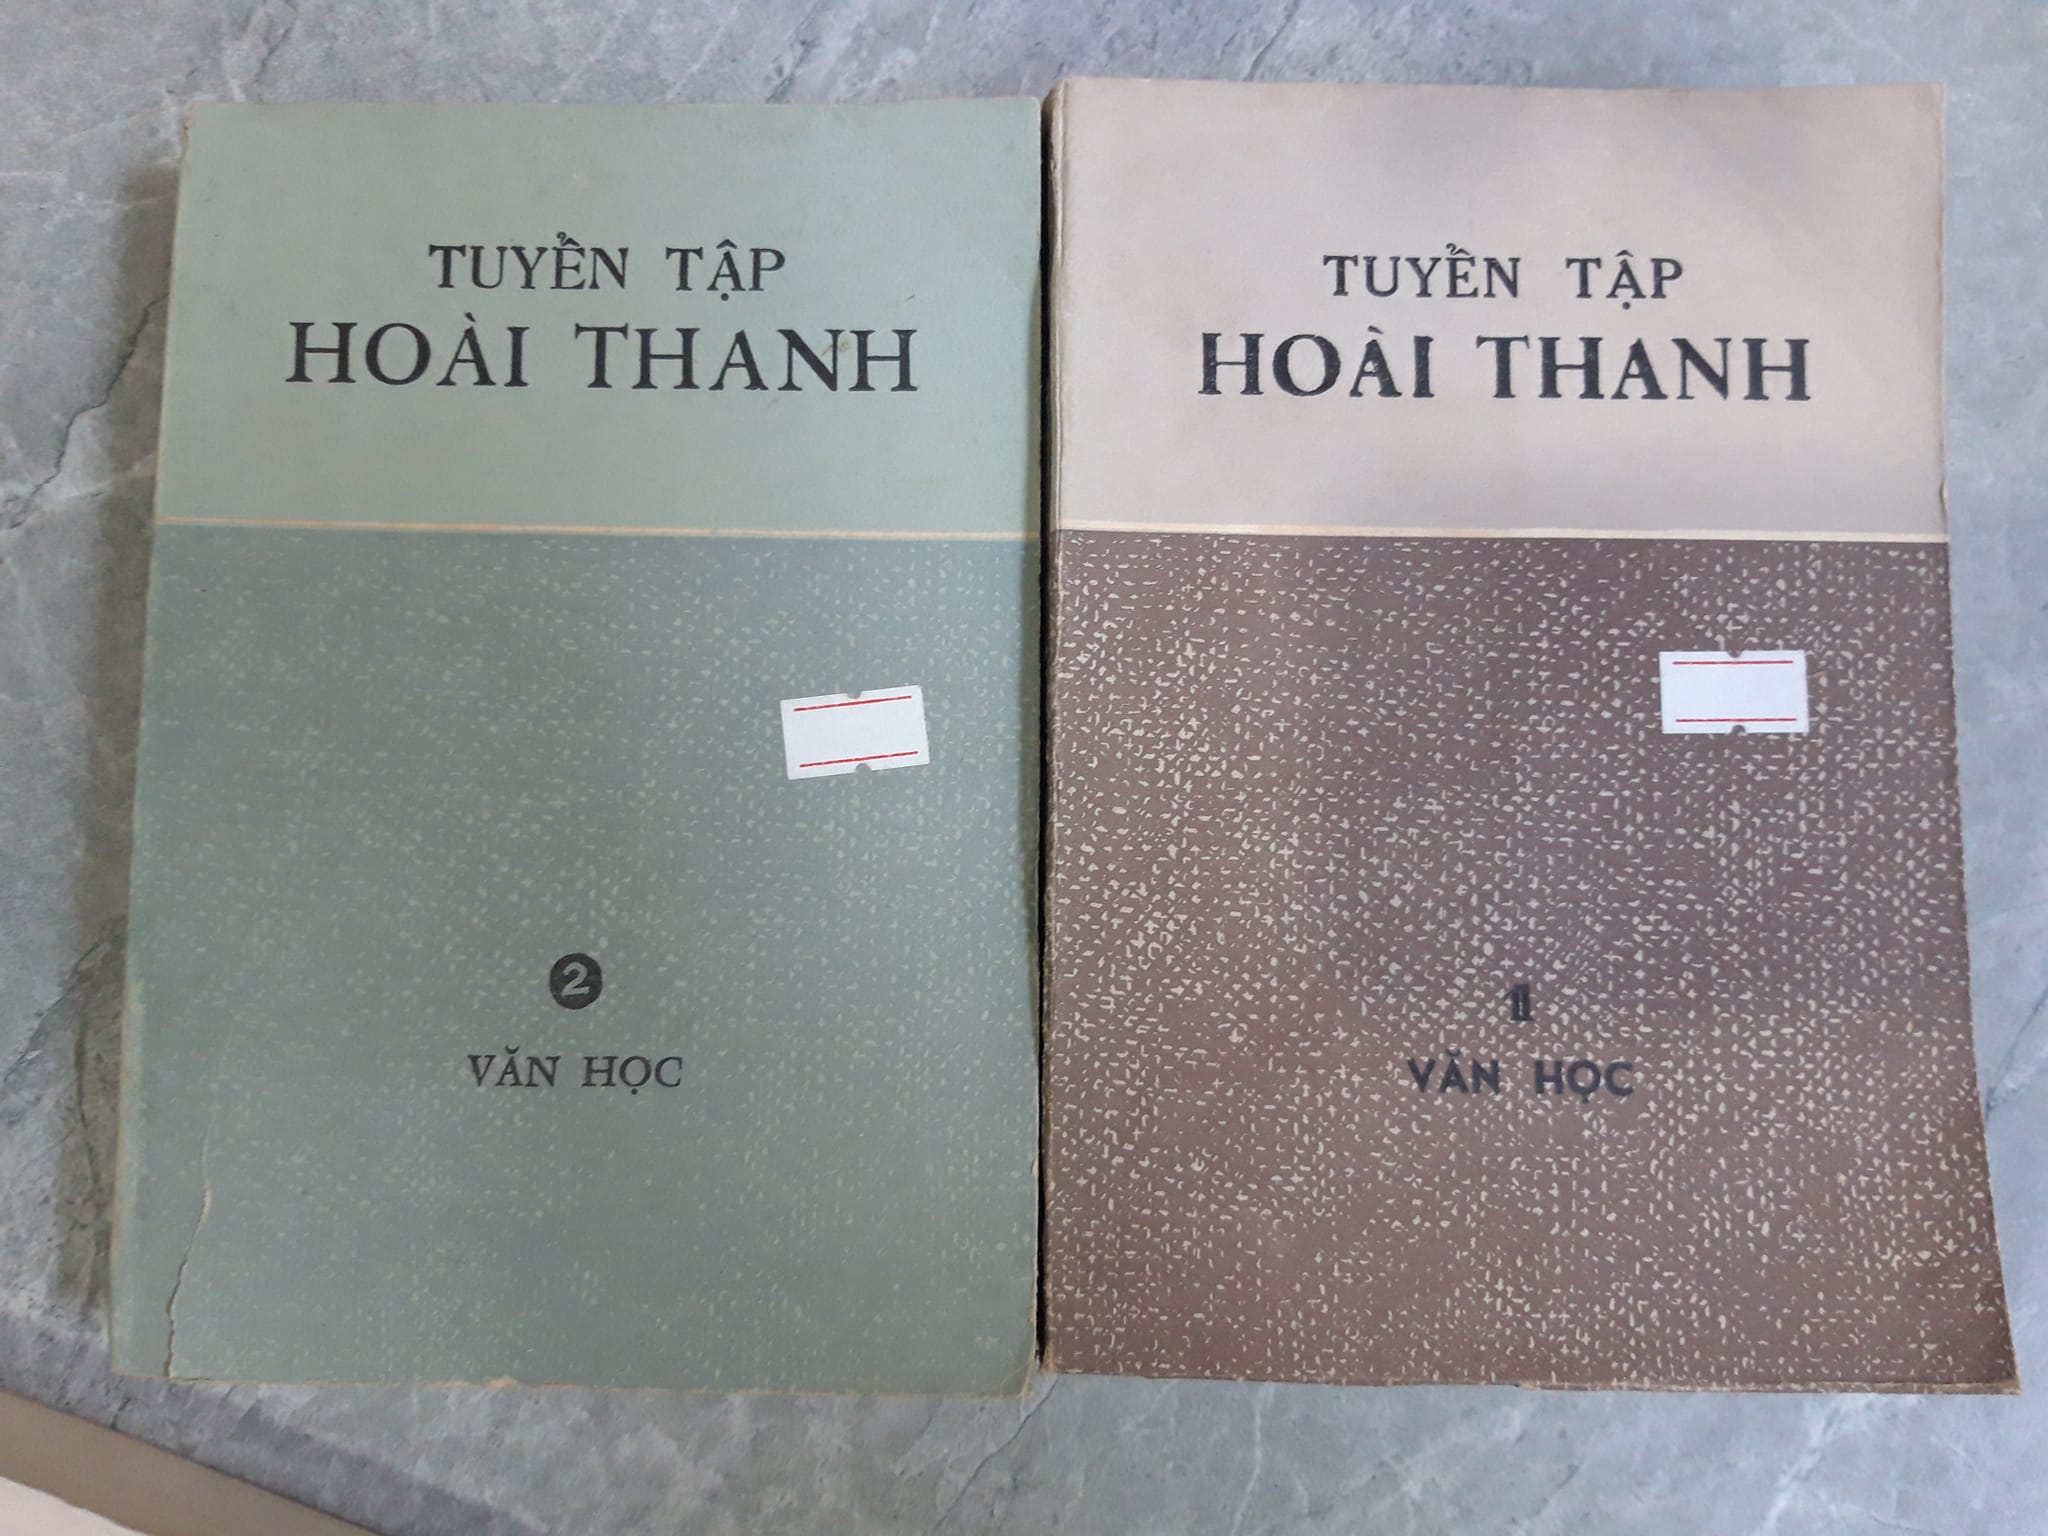 TUYỂN TẬP
HOÀI THANH
2
VĂN HỌC
TUYỂN TẬP
HOÀI THANH
1
VĂN HỌC